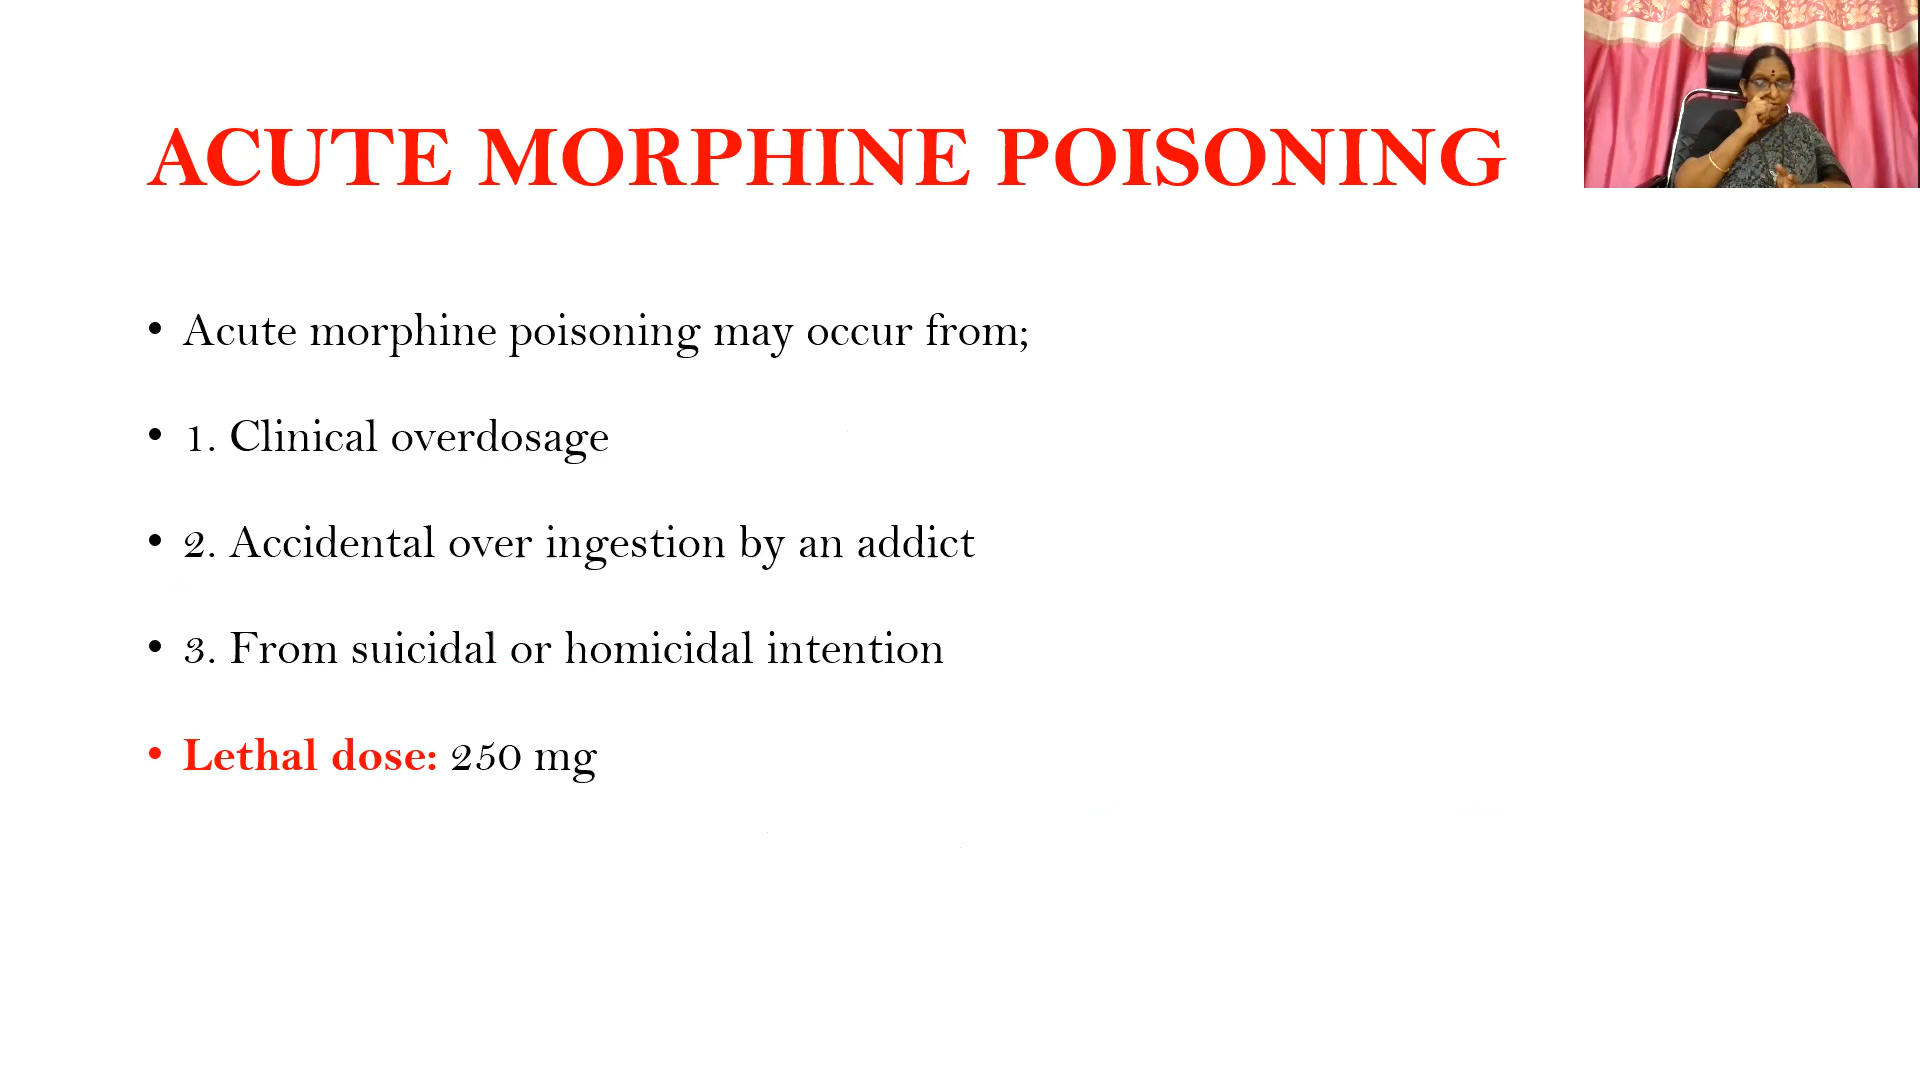 ACUTE MORPHINE POISONING
• Acute morphine poisoning may occur from;
• 1. Clinical overdosage
• 2. Accidental over ingestion by an addict
• 3. From suicidal or homicidal intention
• Lethal dose: 250 mg